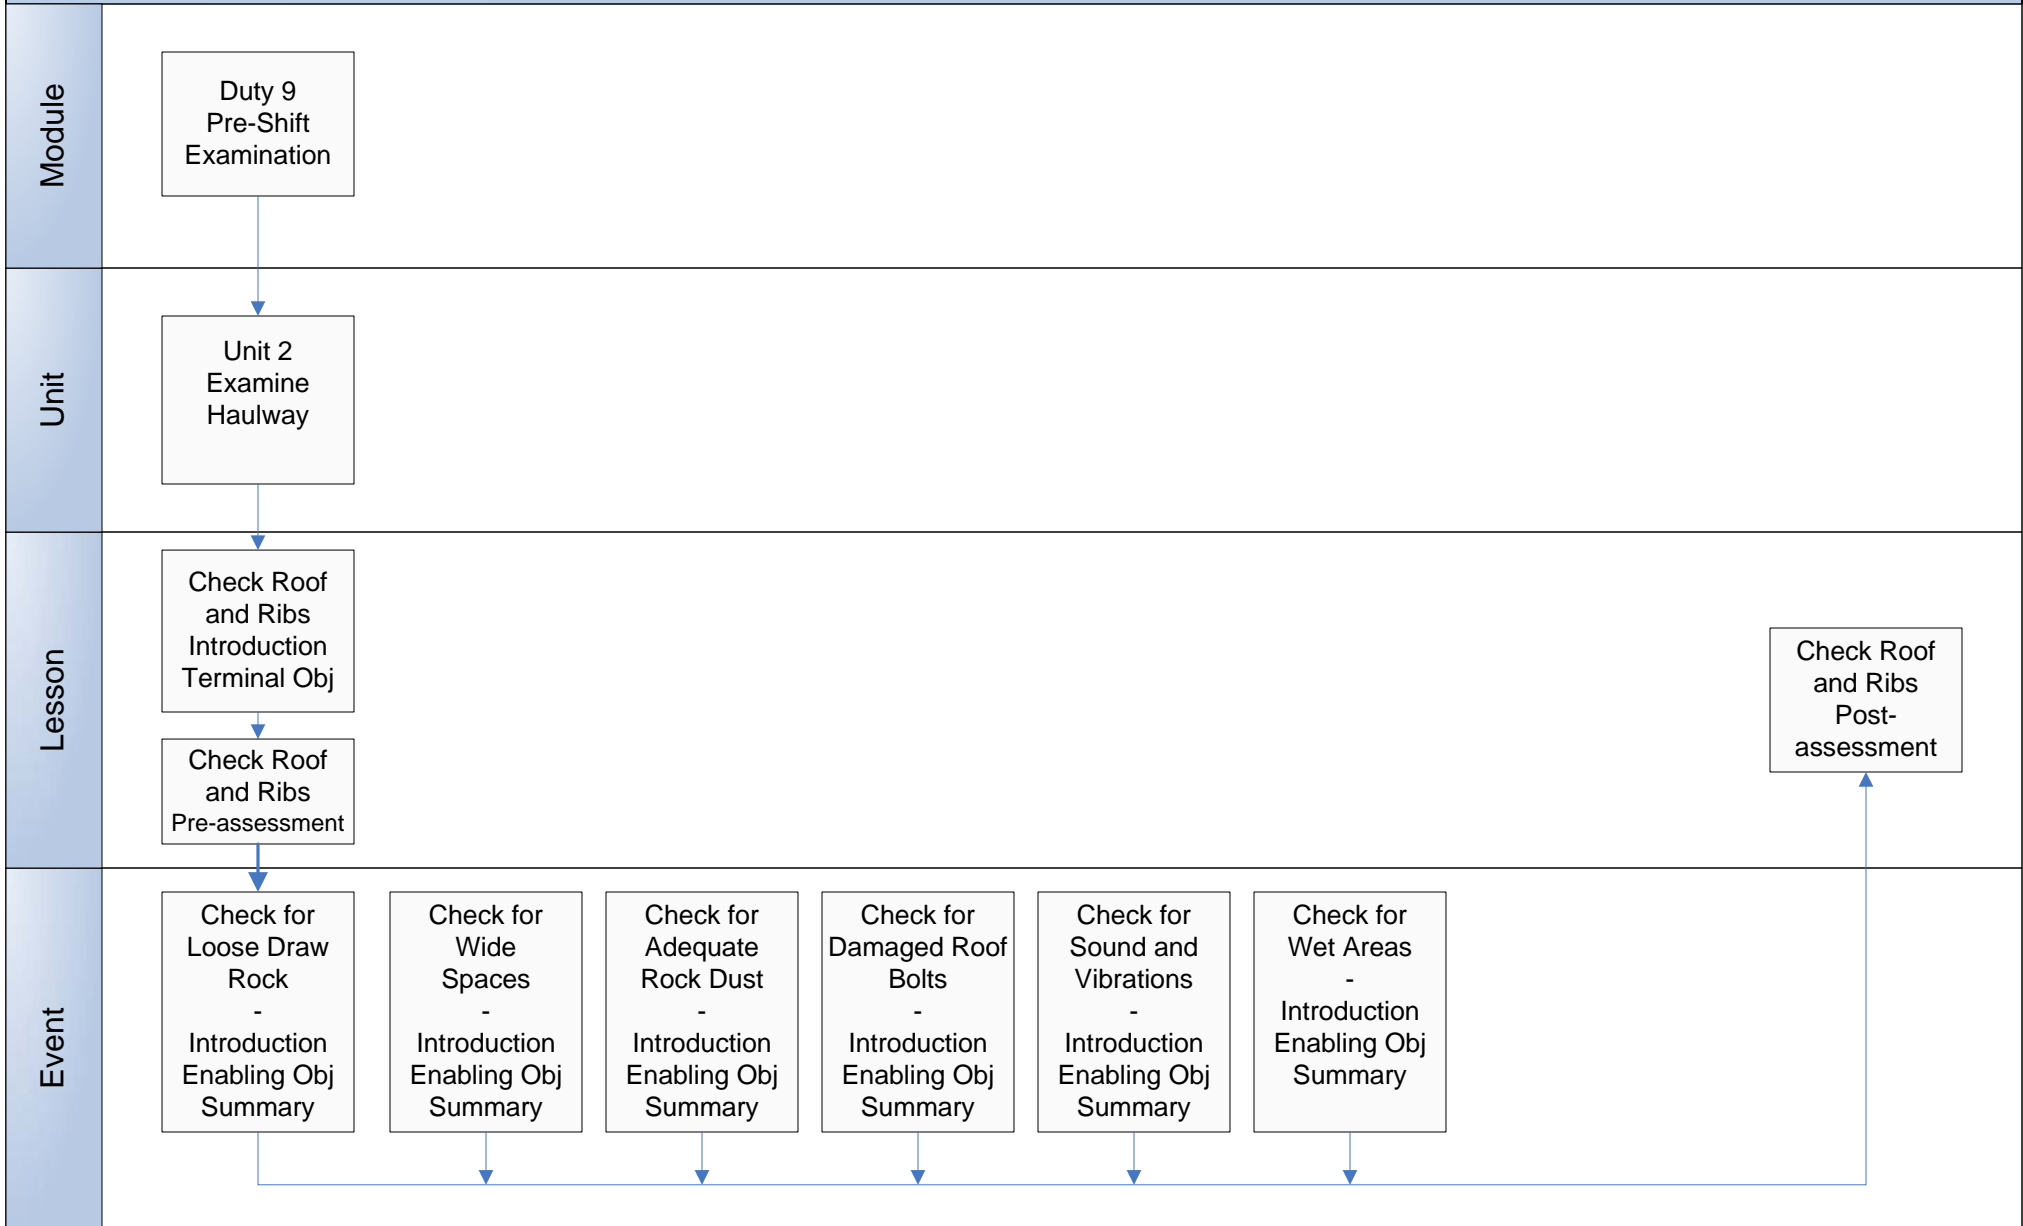 Module
Duty 9
Pre-Shift
Examination
Unit
Unit 2
Examine
Haulway
Lesson
Check Roof
and Ribs
Introduction
Terminal Obj
Check Roof
and Ribs
Pre-assessment
Check Roof
and Ribs
Post-
assessment
Event
Check for
Loose Draw
Rock
-
Introduction
Enabling Obj
Summary
Check for
Wide
Spaces
-
Introduction
Enabling Obj
Summary
Check for
Adequate
Rock Dust
-
Introduction
Enabling Obj
Summary
Check for
Damaged Roof
Bolts
-
Introduction
Enabling Obj
Summary
Check for
Sound and
Vibrations
-
Introduction
Enabling Obj
Summary
Check for
Wet Areas
-
Introduction
Enabling Obj
Summary